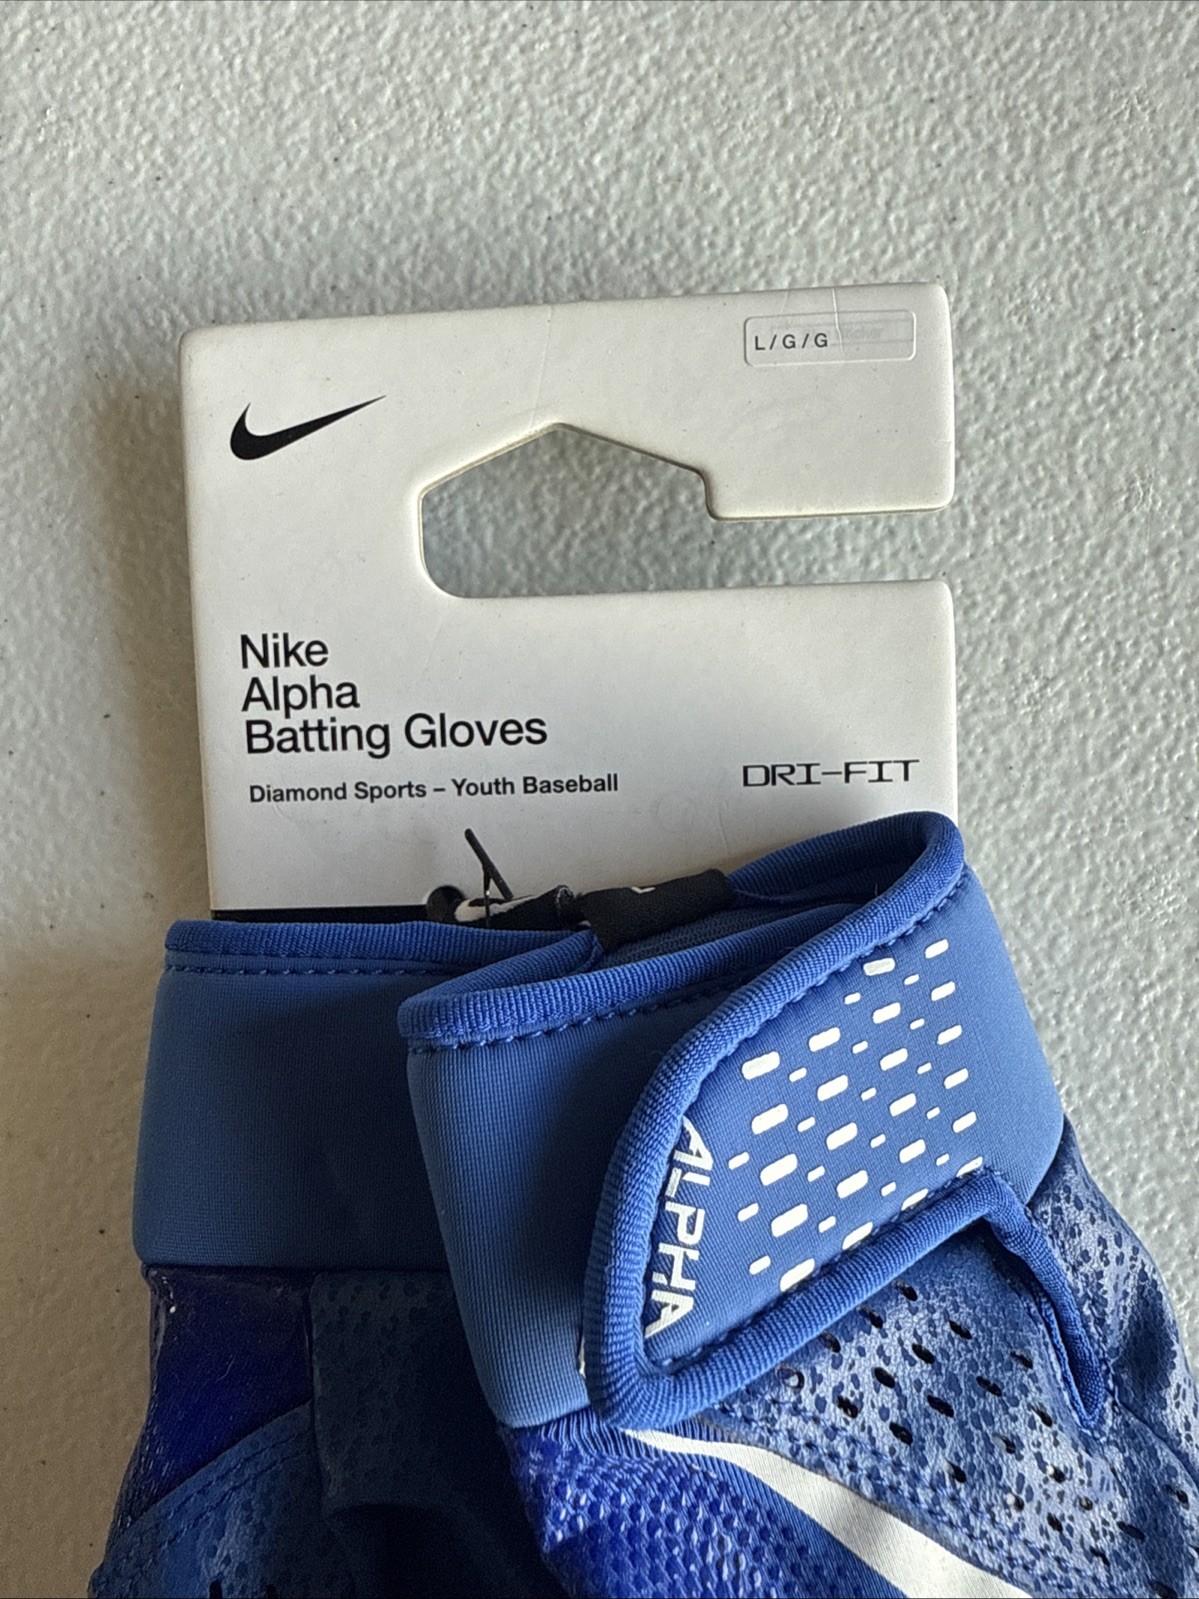 L / G / G
Nike
Alpha
Batting Gloves
Diamond Sports – Youth Baseball
DRI-FIT
ALPHA